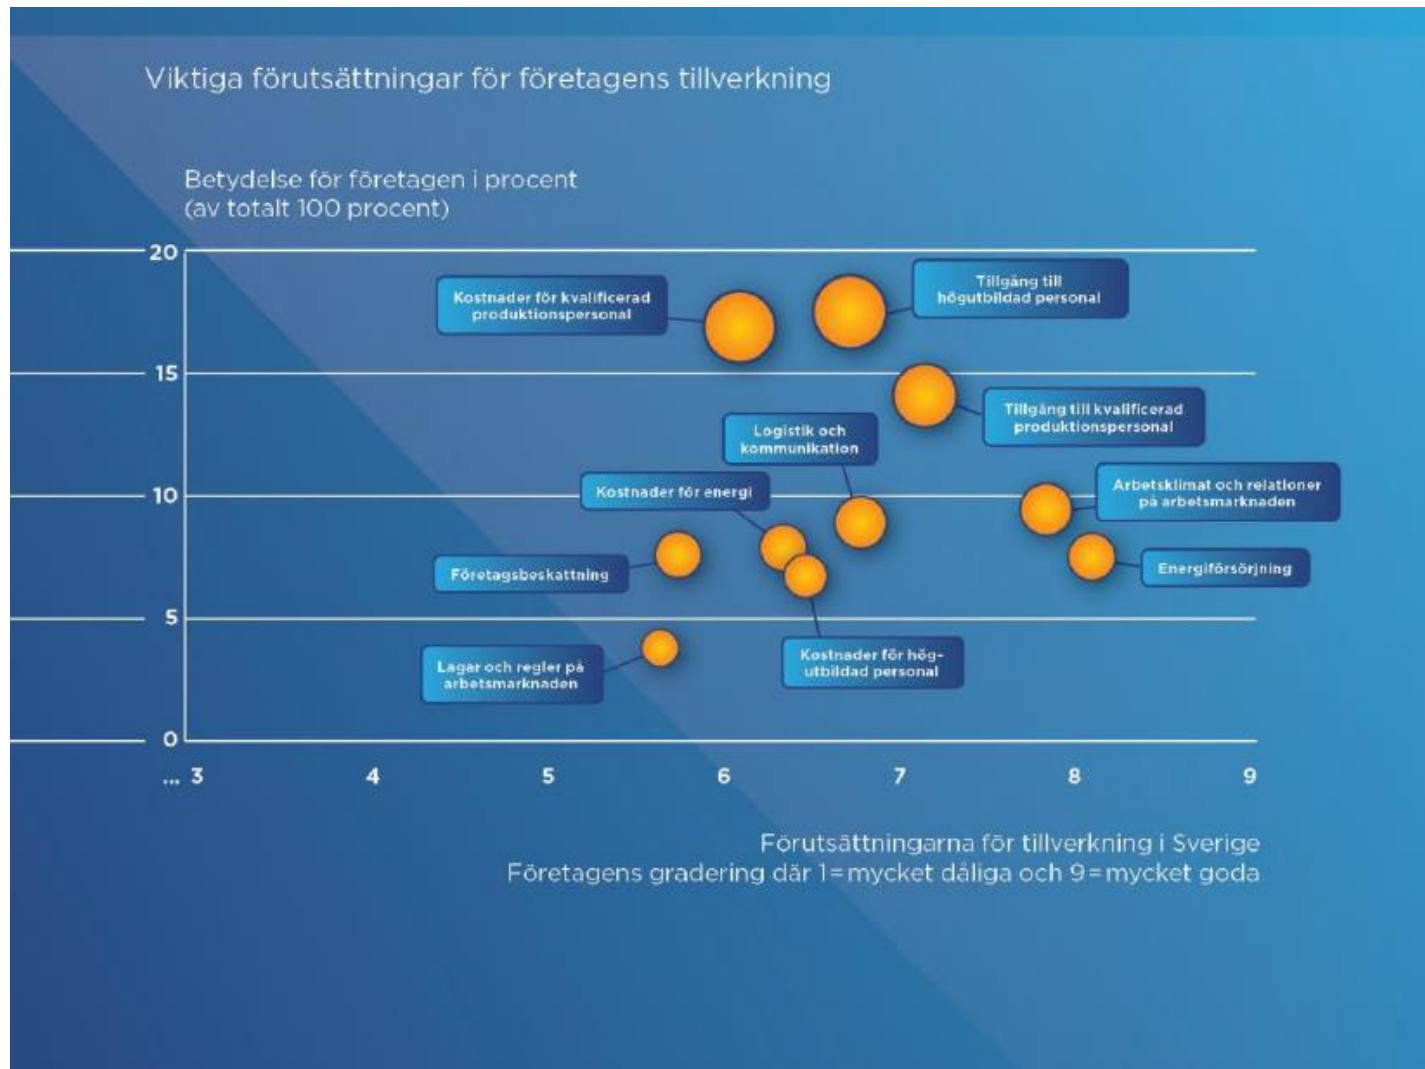 Viktiga förutsättningar för företagens tillverkning
Betydelse för företagen i procent
(av totalt 100 procent)
20
15
10
5
0
Kostnader för kvalificerad
produktionspersonal
Tillgång till
högutbildad personal
Tillgång till kvalificerad
produktionspersonal
Logistik och
kommunikation
Kostnader för energi
Arbetsklimat och relationer
på arbetsmarknaden
Företagsbeskattning
Energiförsörjning
Kostnader för hög-
utbildad personal
Lagar och regler på
arbetsmarknaden
... 3 4 5 6 7 8 9
Förutsättningarna för tillverkning i Sverige
Företagens gradering där 1=mycket dåliga och 9=mycket goda